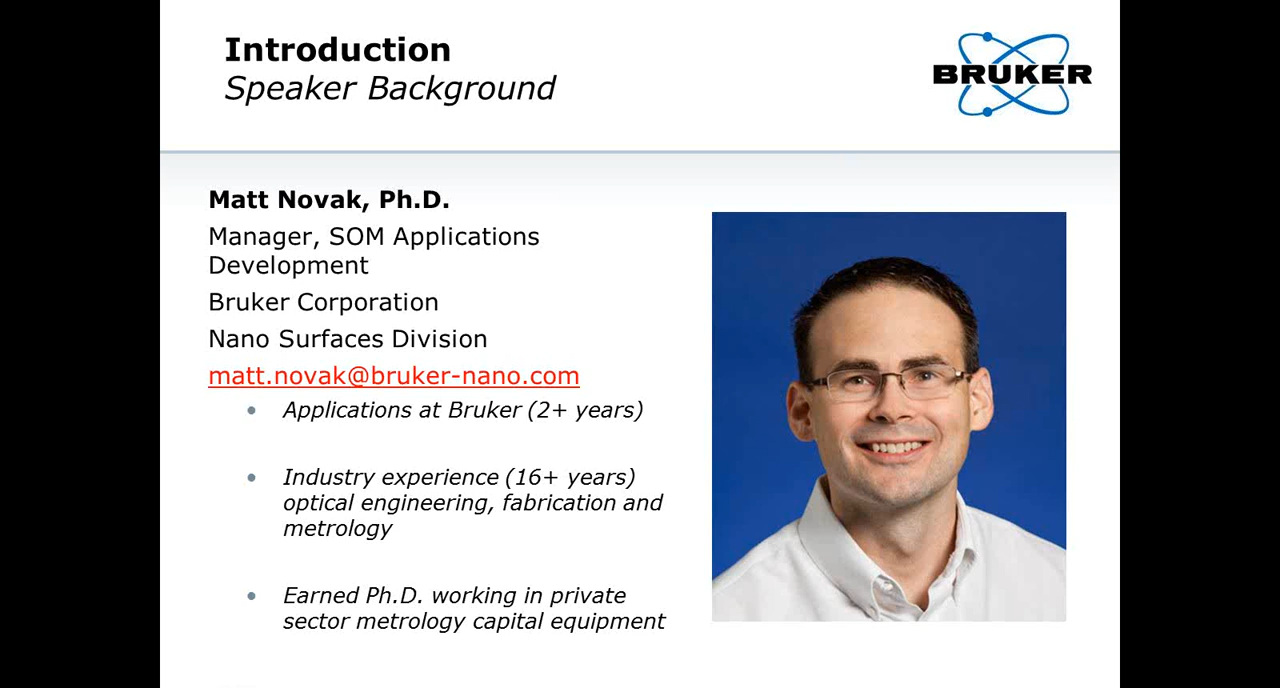 Introduction
Speaker Background
BRUKER
Matt Novak, Ph.D.
Manager, SOM Applications
Development
Bruker Corporation
Nano Surfaces Division
matt.novak@bruker-nano.com
• Applications at Bruker (2+ years)
• Industry experience (16+ years)
optical engineering, fabrication and
metrology
• Earned Ph.D. working in private
sector metrology capital equipment